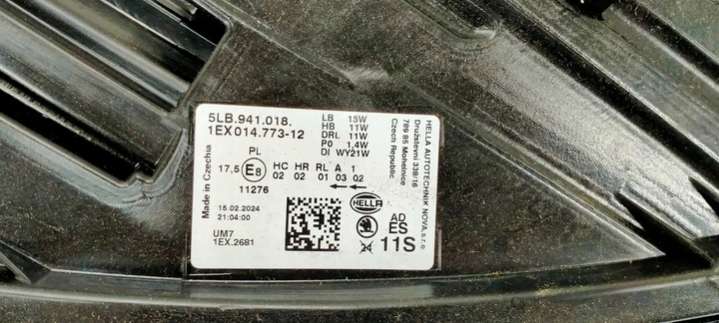 5LB.941.018.
1EX 014.773-12
LB 15W
HB 11W
DRL 11W
PO 1,4W
DI WY21W
HELLA AUTOTECHNIK NOVA, s.r.o.
Družstevní 338/16
789 85 Mohelnice
Czech Republic
Made in Czechia
PL
17,5 E8
HC HR RL A 1
02 02 01 03 02
11276
15.02.2024
21:04:00
HELLA
UM7
1EX.2681
AD
ES
11S